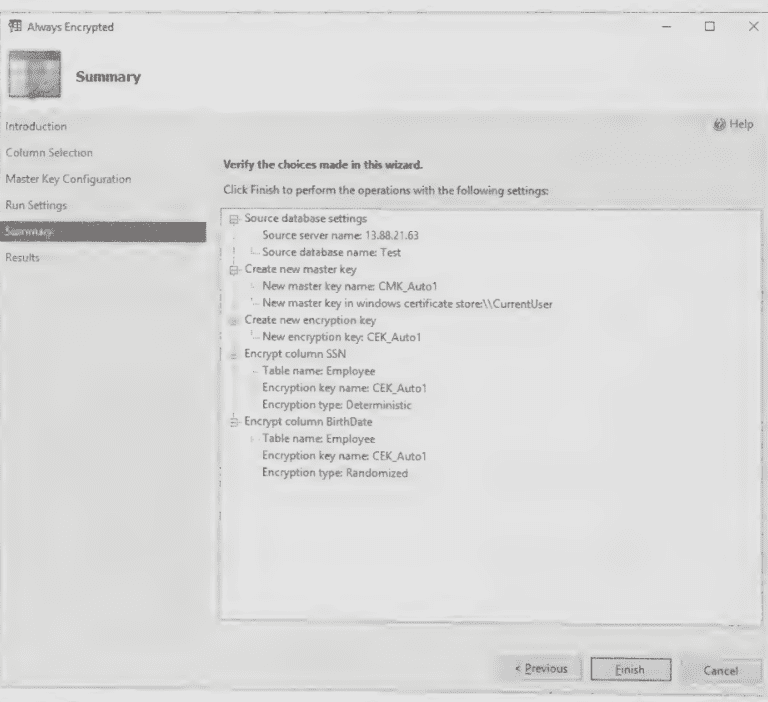 Always Encrypted
Summary
Introduction
Help
Column Selection
Master Key Configuration
Run Settings
Summary
Results
Verify the choices made in this wizard.
Click Finish to perform the operations with the following settings:
Source database settings
Source server name: 13.88.21.63
Source database name: Test
Create new master key
New master key name: CMK_Auto1
New master key in windows certificate store:\\CurrentUser
Create new encryption key
New encryption key: CEK_Auto1
Encrypt column SSN
Table name: Employee
Encryption key name: CEK_Auto1
Encryption type: Deterministic
Encrypt column BirthDate
Table name: Employee
Encryption key name: CEK_Auto1
Encryption type: Randomized
< Previous
Finish
Cancel